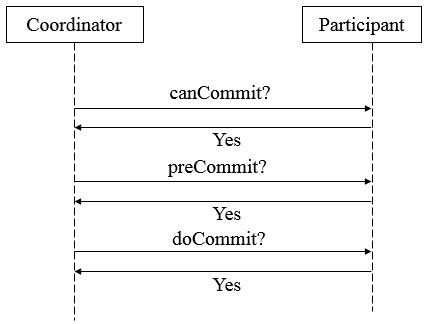 Coordinator
Participant
canCommit?
Yes
preCommit?
Yes
doCommit?
Yes